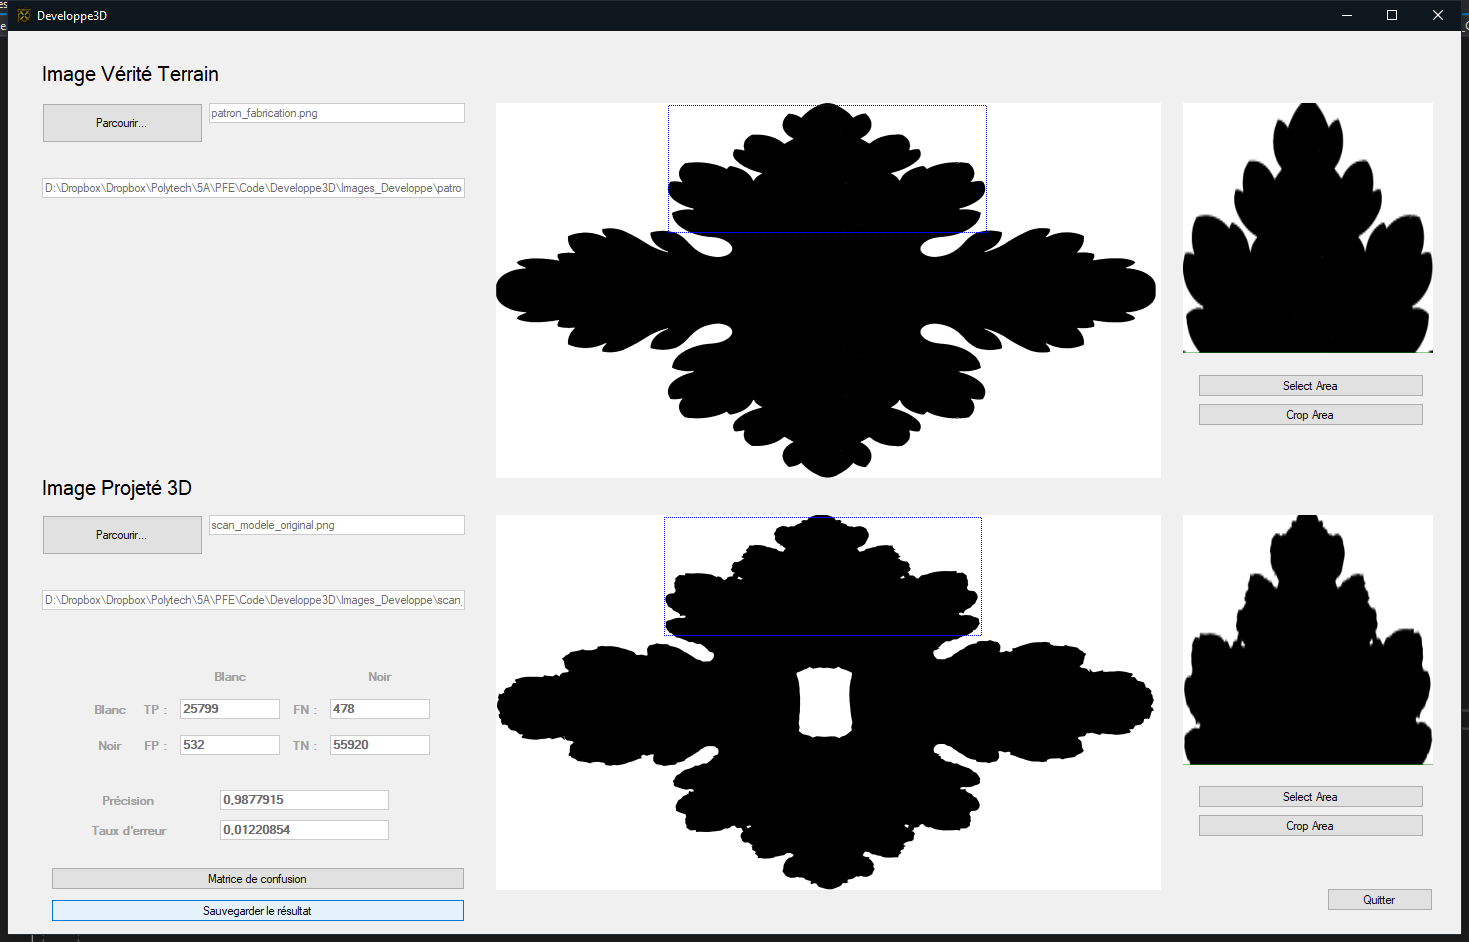 Developpe3D
Image Vérité Terrain
Parcourir...
patron_fabrication.png
D:\Dropbox\Dropbox\Polytech\5A\PFE\Code\Developpe3D\Images_Developpe\patro
Select Area
Crop Area
Image Projeté 3D
Parcourir...
scan_modele_original.png
D:\Dropbox\Dropbox\Polytech\5A\PFE\Code\Developpe3D\Images_Developpe\scan_
Blanc Noir
Blanc TP : 25799 FN : 478
Noir FP : 532 TN : 55920
Précision 0,9877915
Taux d'erreur 0,01220854
Matrice de confusion
Sauvegarder le résultat
Select Area
Crop Area
Quitter